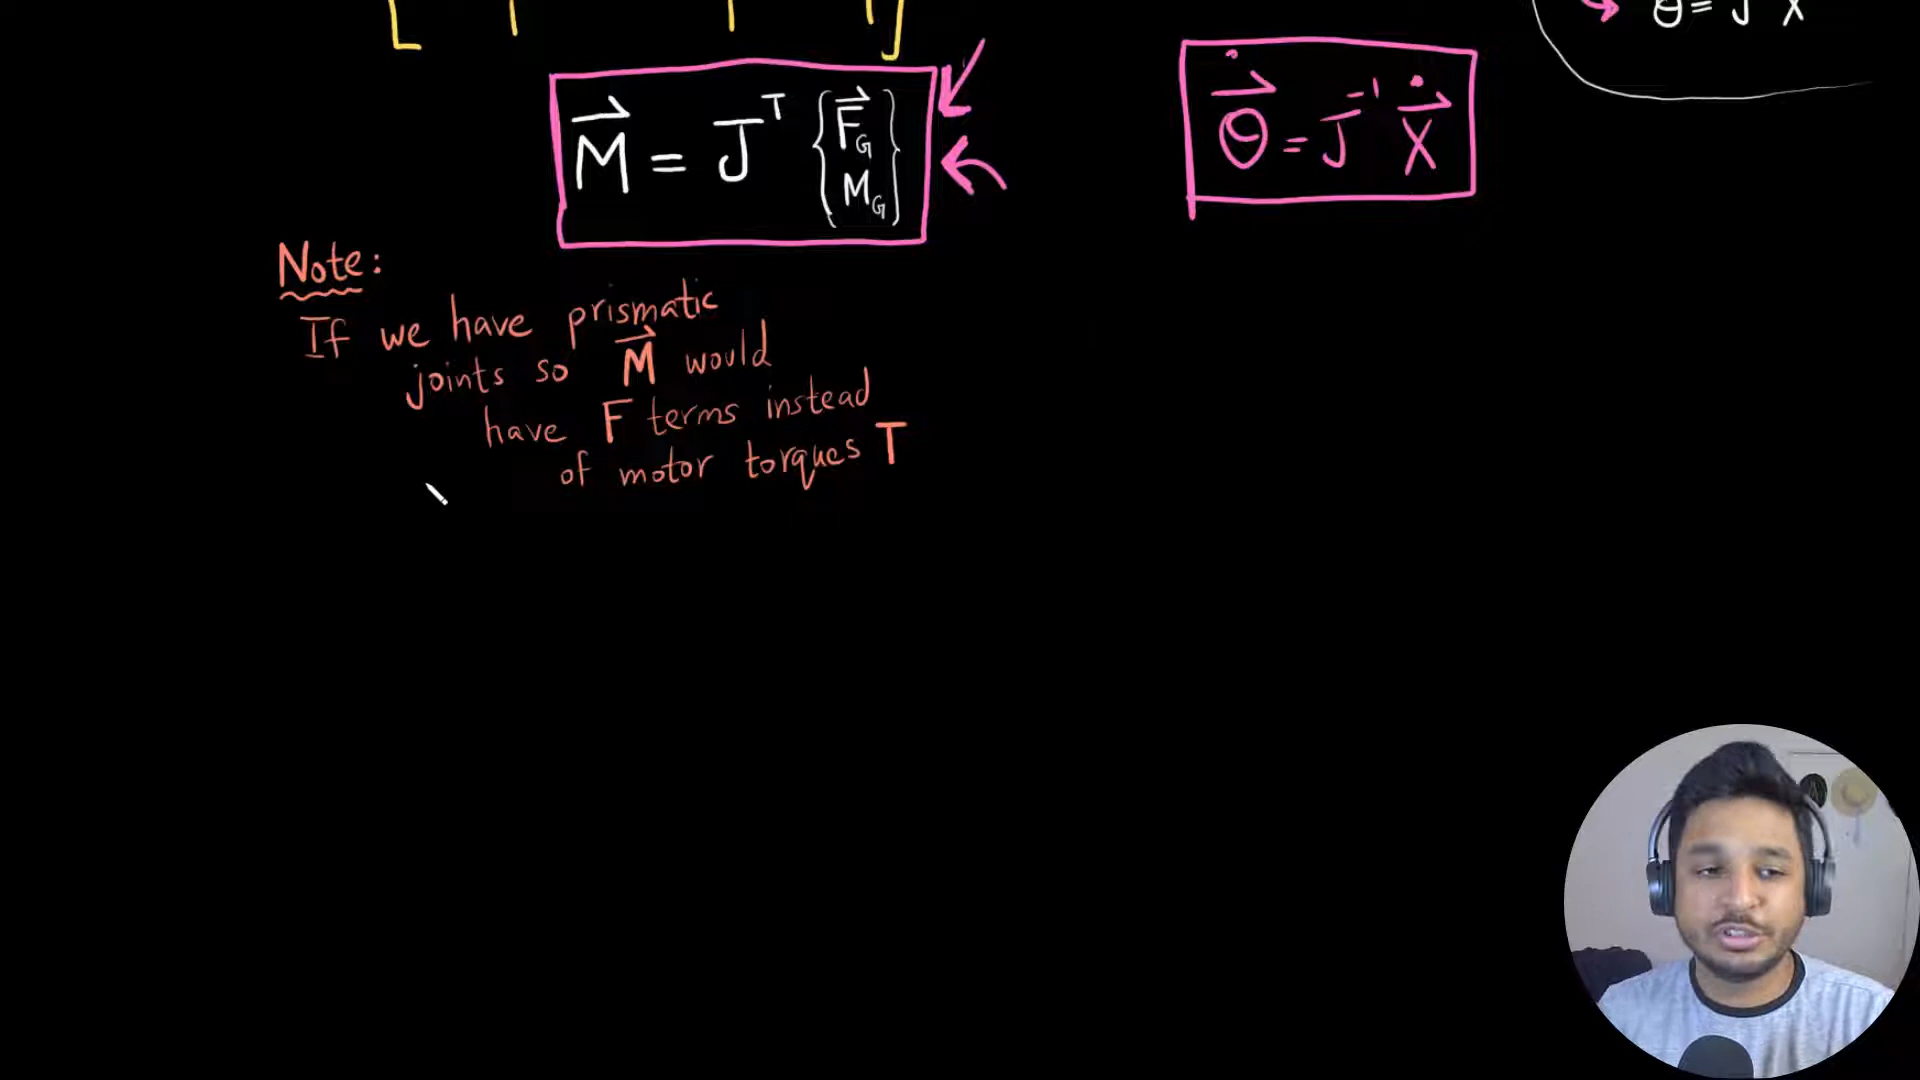 θ = J X
M = J^T {F_G
M_G}
θ = J^-1 X
Note:
If we have prismatic
joints so M would
have F terms instead
of motor torques T